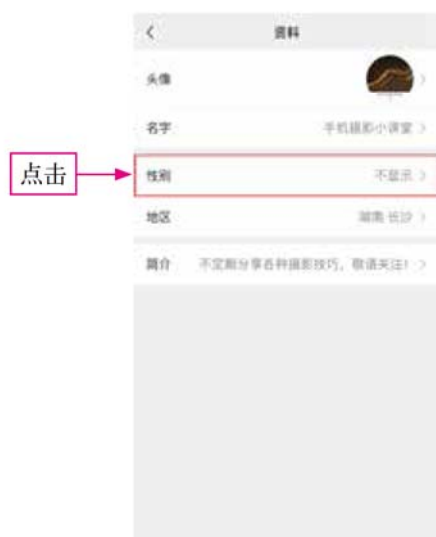 资料
头像
名字 手机摄影小课堂
点击
性别 不显示
地区 湖南 长沙
简介 不定期分享各种摄影技巧，敬请关注！